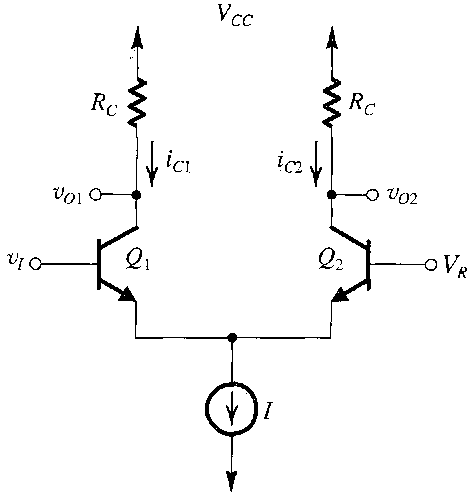 V_CC
R_C R_C
i_C1 i_C2
v_O1 v_O2
v_I Q_1 Q_2 V_R
I